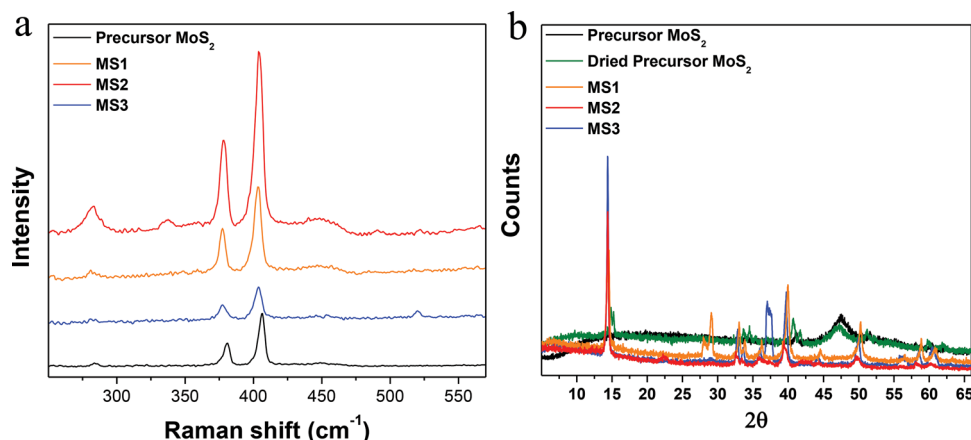 a
Precursor MoS₂
MS1
MS2
MS3
Intensity
300 350 400 450 500 550
Raman shift (cm⁻¹)
b
Precursor MoS₂
Dried Precursor MoS₂
MS1
MS2
MS3
Counts
10 15 20 25 30 35 40 45 50 55 60 65
2θ